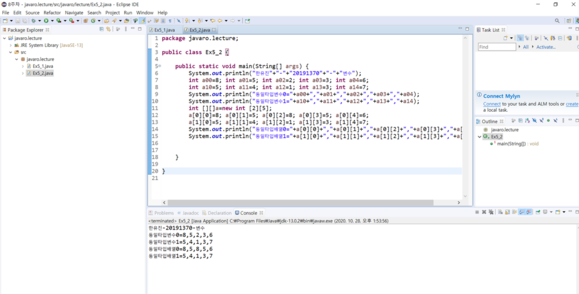 javaro.lecture/src/javaro/lecture/Ex5_2.java - Eclipse IDE
File Edit Source Refactor Navigate Search Project Run Window Help
Package Explorer
Ex5_1.java Ex5_2.java
Task List
javaro.lecture
JRE System Library [JavaSE-13]
src
javaro.lecture
Ex5_1.java
Ex5_2.java
1 package javaro.lecture;
2
3 public class Ex5_2 {
4
5 public static void main(String[] args) {
6 System.out.println("한유진"+"-"+"20191370"+"-"+"변수");
7 int a00=8; int a01=5; int a02=2; int a03=3; int a04=6;
8 int a10=5; int a11=4; int a12=1; int a13=3; int a14=7;
9 System.out.println("동일타입변수0="+a00+","+a01+","+a02+","+a03+","+a04);
10 System.out.println("동일타입변수1="+a10+","+a11+","+a12+","+a13+","+a14);
11 int [][]a=new int [2][5];
12 a[0][0]=8; a[0][1]=5; a[0][2]=8; a[0][3]=5; a[0][4]=6;
13 a[1][0]=5; a[1][1]=4; a[1][2]=1; a[1][3]=3; a[1][4]=7;
14 System.out.println("동일타입배열0="+a[0][0]+","+a[0][1]+","+a[0][2]+","+a[0][3]+","+a[
15 System.out.println("동일타입배열1="+a[1][0]+","+a[1][1]+","+a[1][2]+","+a[1][3]+","+a[
16
17
18 }
19
20 }
21
Find All Activate...
Connect Mylyn
Connect to your task and ALM tools or create
a local task.
Outline
javaro.lecture
Ex5_2
main(String[]) : void
Problems Javadoc Declaration Console
<terminated> Ex5_2 [Java Application] C:\Program Files\Java\jdk-13.0.2\bin\javaw.exe (2020. 10. 28. 오후 1:53:56)
한유진-20191370-변수
동일타입변수0=8,5,2,3,6
동일타입변수1=5,4,1,3,7
동일타입배열0=8,5,8,5,6
동일타입배열1=5,4,1,3,7